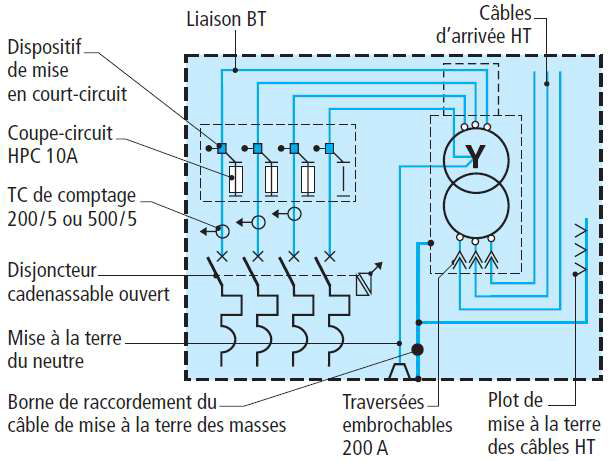 Liaison BT
Câbles
d’arrivée HT
Dispositif
de mise
en court-circuit
Coupe-circuit
HPC 10A
TC de comptage
200/5 ou 500/5
Disjoncteur
cadenassable ouvert
Mise à la terre
du neutre
Borne de raccordement du
câble de mise à la terre des masses
Traversées
embrochables
200 A
Plot de
mise à la terre
des câbles HT
Y